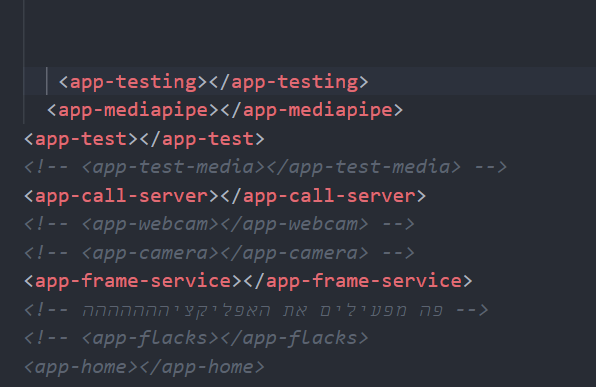 <app-testing></app-testing>
<app-mediapipe></app-mediapipe>
<app-test></app-test>
<!-- <app-test-media></app-test-media> -->
<app-call-server></app-call-server>
<!-- <app-webcam></app-webcam> -->
<!-- <app-camera></app-camera> -->
<app-frame-service></app-frame-service>
<!-- פה מפעילים את האפליקציההההההה -->
<!-- <app-flacks></app-flacks>
<app-home></app-home>